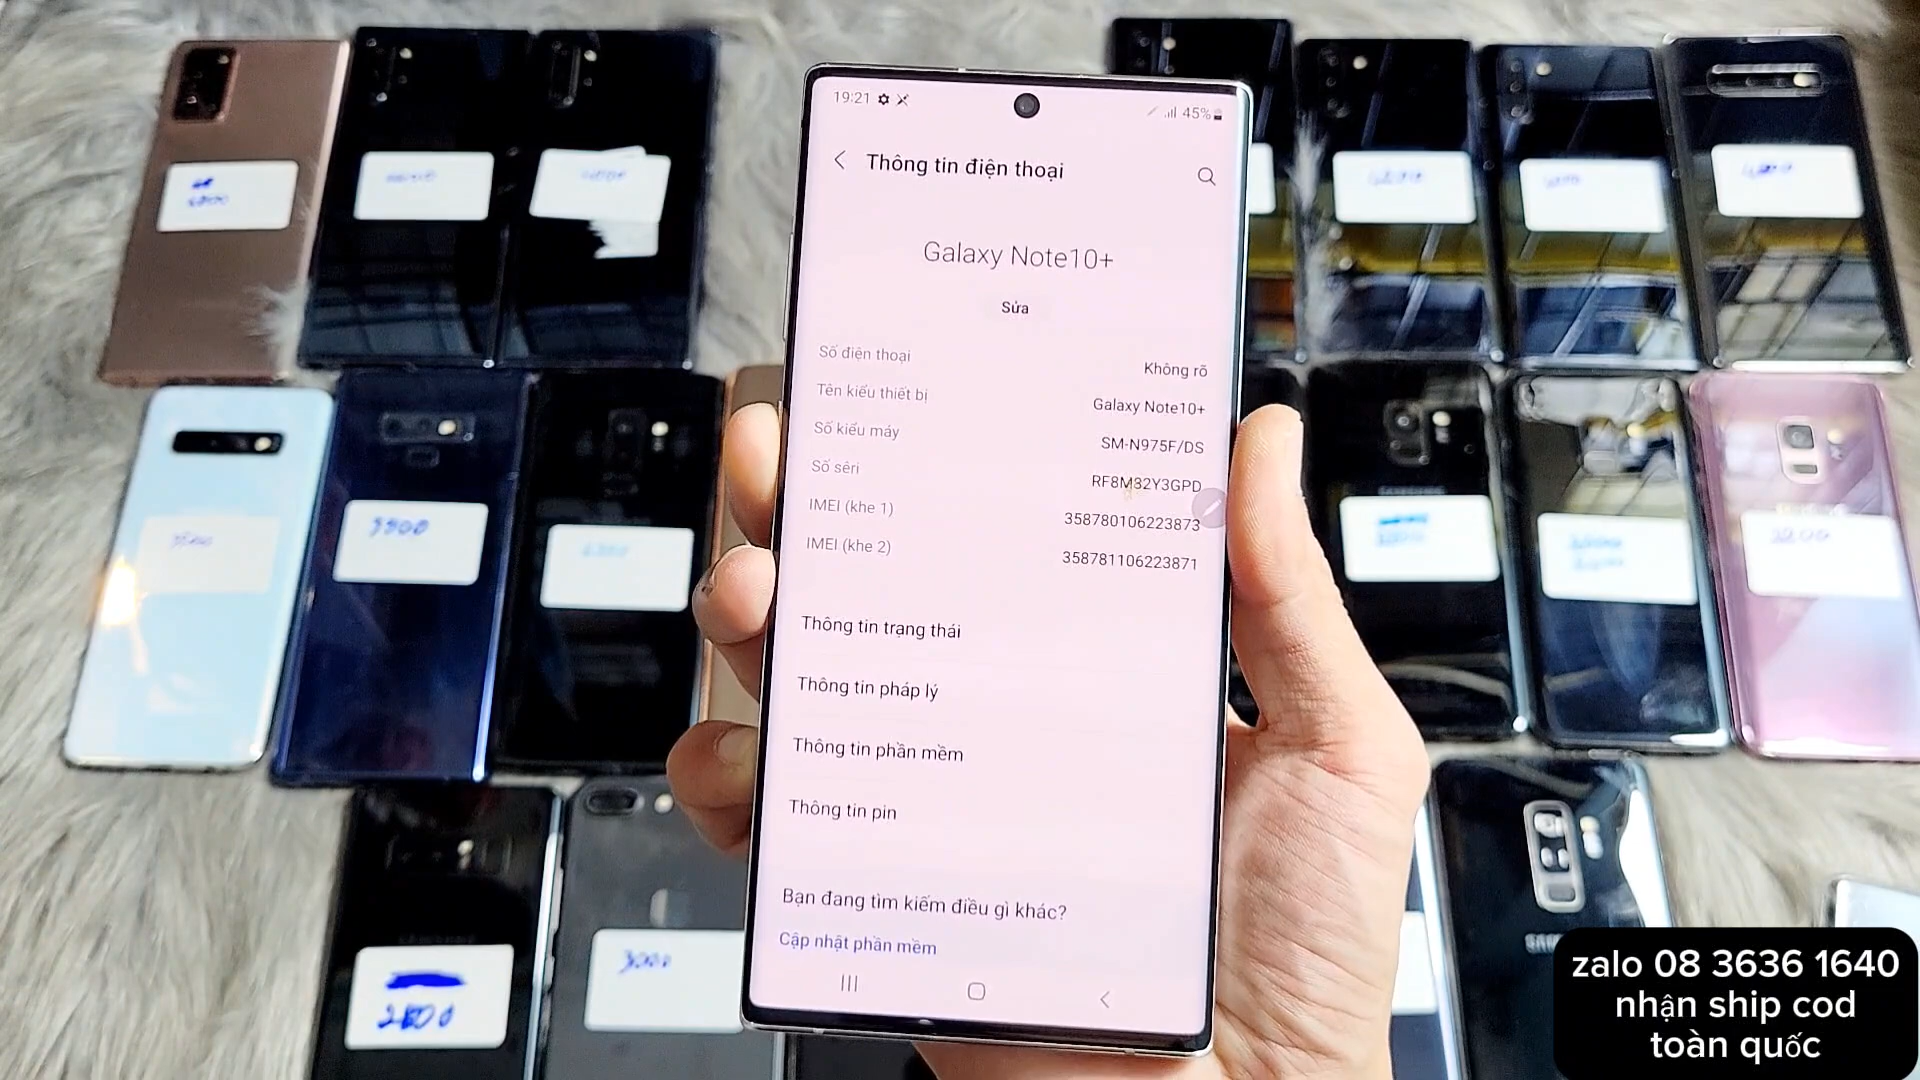 19:21
45%
Thông tin điện thoại
Galaxy Note10+
Sửa
Số điện thoại
Không rõ
Tên kiểu thiết bị
Galaxy Note10+
Số kiểu máy
SM-N975F/DS
Số sêri
RF8M32Y3GPD
IMEI (khe 1)
358780106223873
IMEI (khe 2)
358781106223871
Thông tin trạng thái
Thông tin pháp lý
Thông tin phần mềm
Thông tin pin
Bạn đang tìm kiếm điều gì khác?
Cập nhật phần mềm
3000
zalo 08 3636 1640
nhận ship cod
toàn quốc